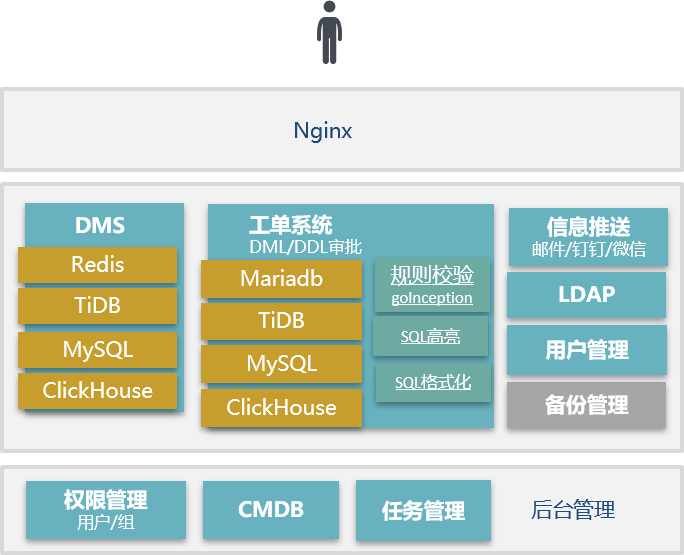 Nginx
DMS
Redis
TiDB
MySQL
ClickHouse
工单系统
DML/DDL审批
Mariadb
TiDB
MySQL
ClickHouse
规则校验
goInception
SQL高亮
SQL格式化
信息推送
邮件/钉钉/微信
LDAP
用户管理
备份管理
权限管理
用户/组
CMDB
任务管理
后台管理